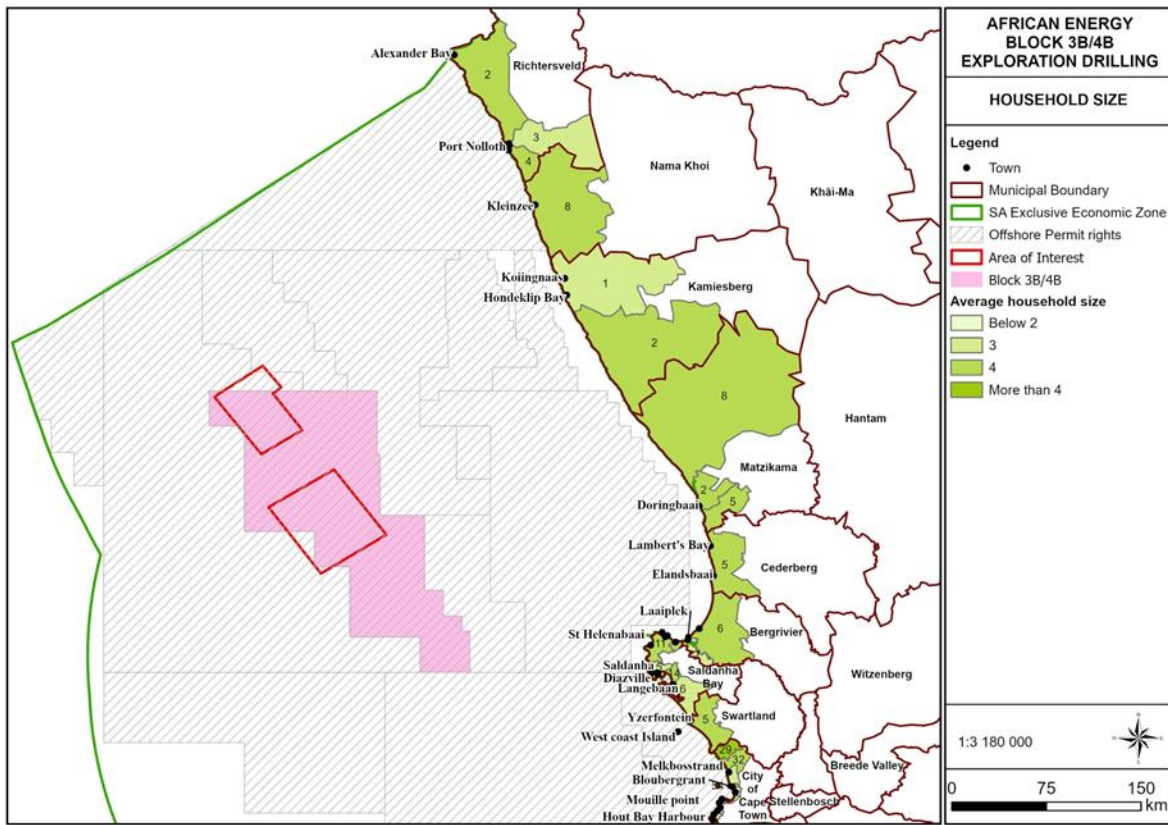 AFRICAN ENERGY
BLOCK 3B/4B
EXPLORATION DRILLING
HOUSEHOLD SIZE
Legend
Town
Municipal Boundary
SA Exclusive Economic Zone
Offshore Permit rights
Area of Interest
Block 3B/4B
Average household size
Below 2
3
4
More than 4
1:3 180 000
N
0 75 150
km
Alexander Bay
Richtersveld
2
3
Port Nolloth
4
Nama Khoi
Khâi-Ma
Kleinzee
8
Koiingnaas
1
Kamiesberg
Hondeklip Bay
2
8
Hantam
Matzikama
2
5
Doringbaai
Lambert's Bay
5
Cederberg
Elandsbaai
Laaiplek
6
Bergrivier
St Helenabaai
11
Saldanha
Diazville
14
Saldanha
Bay
Witzenberg
Langebaan
6
Yzerfontein
5
Swartland
West coast Island
29
32
Melkbosstrand
Breede Valley
Bloubergrant
City
of
Cape
Town
Stellenbosch
Mouille point
Hout Bay Harbour